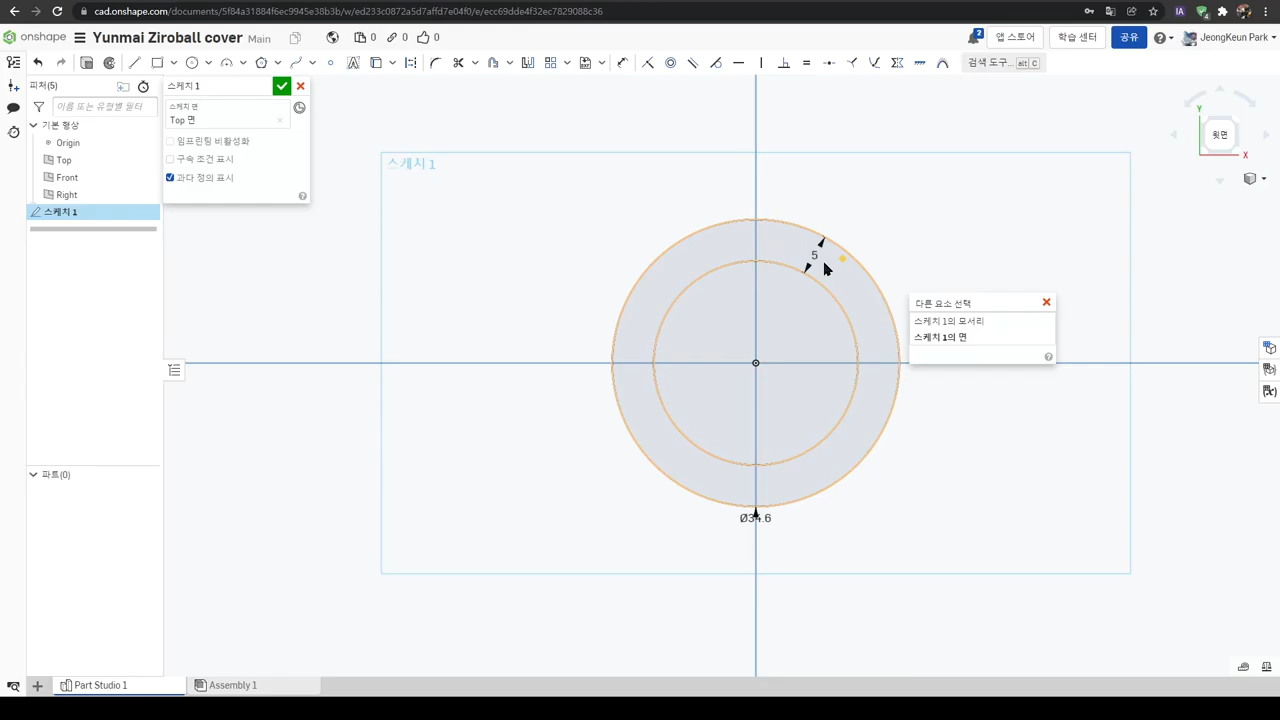 cad.onshape.com/documents/5f84a31884f6ec9945e38b3b/w/ed233c0872a5d7affd7e04f0/e/ecc69dde4f32ec7829088c36
onshape
Yunmai Ziroball cover
Main
0
0
0
2
앱 스토어
학습 센터
공유
JeongKeun Park
검색 도구...
alt
C
피처(5)
이름 또는 유형별 필터
기본 형상
Origin
Top
Front
Right
스케치 1
스케치 1
스케치 면
Top 면
임프린팅 비활성화
구속 조건 표시
과다 정의 표시
스케치 1
5
Ø34.6
다른 요소 선택
스케치 1의 모서리
스케치 1의 면
Y
윗면
X
파트(0)
Part Studio 1
Assembly 1